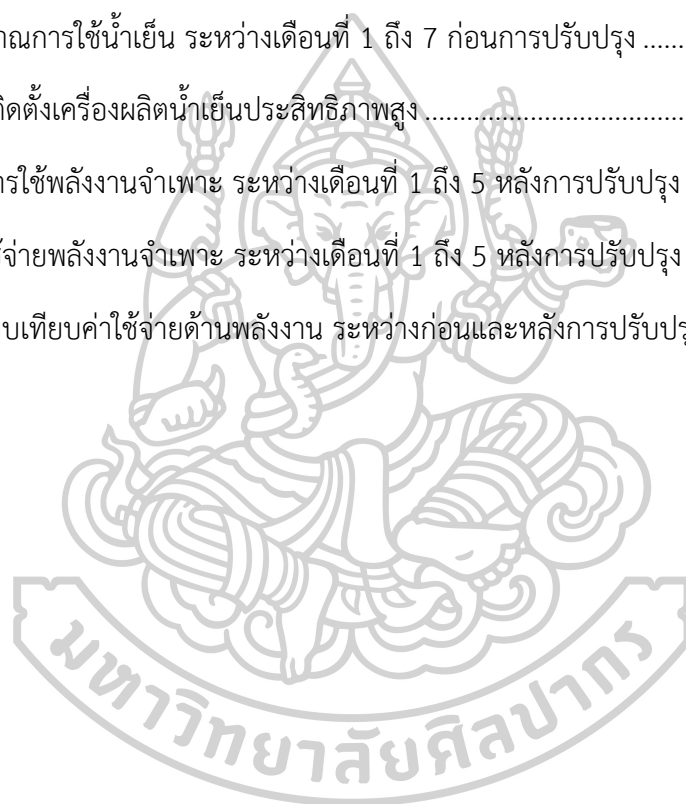 าณการใช้น้ำเย็น ระหว่างเดือนที่ 1 ถึง 7 ก่อนการปรับปรุง ......
ติดตั้งเครื่องผลิตน้ำเย็นประสิทธิภาพสูง ....................................
ารใช้พลังงานจำเพาะ ระหว่างเดือนที่ 1 ถึง 5 หลังการปรับปรุง
ช้จ่ายพลังงานจำเพาะ ระหว่างเดือนที่ 1 ถึง 5 หลังการปรับปรุง
บเทียบค่าใช้จ่ายด้านพลังงาน ระหว่างก่อนและหลังการปรับปรุ
มหาวิทยาลัยศิลปากร